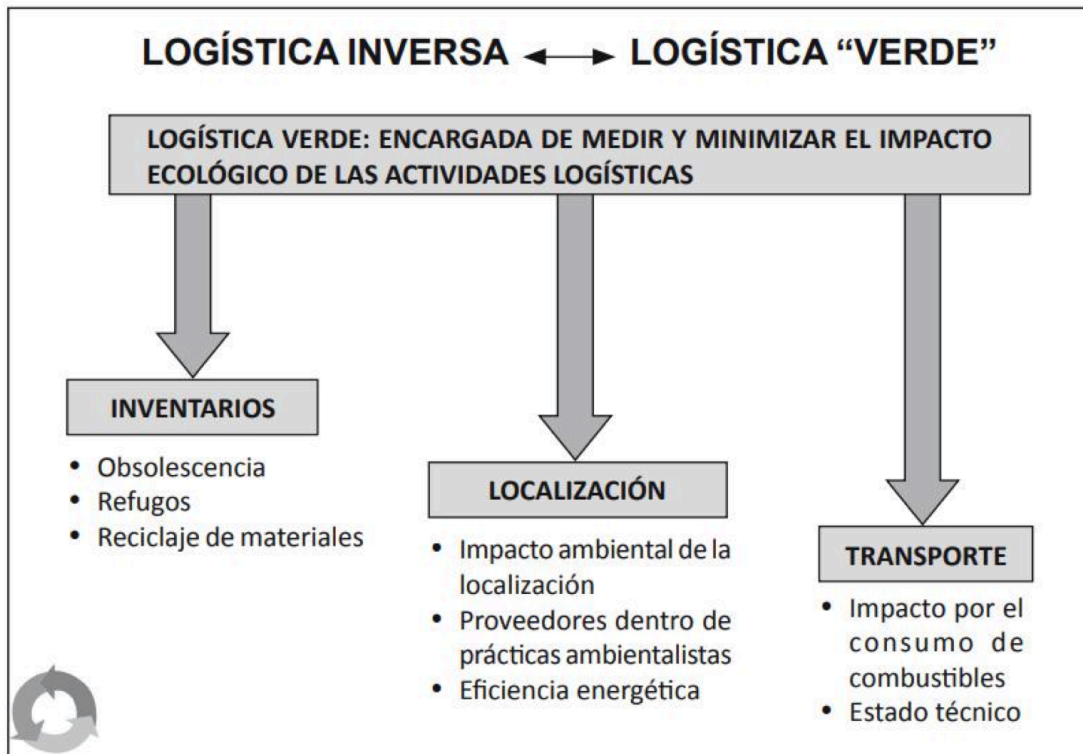 LOGÍSTICA INVERSA ↔ LOGÍSTICA “VERDE”
LOGÍSTICA VERDE: ENCARGADA DE MEDIR Y MINIMIZAR EL IMPACTO
ECOLÓGICO DE LAS ACTIVIDADES LOGÍSTICAS
INVENTARIOS
• Obsolescencia
• Refugos
• Reciclaje de materiales
LOCALIZACIÓN
• Impacto ambiental de la
localización
• Proveedores dentro de
prácticas ambientalistas
• Eficiencia energética
TRANSPORTE
• Impacto por el
consumo de
combustibles
• Estado técnico